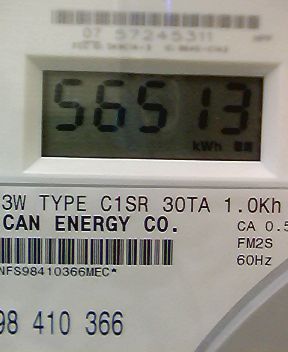 07 57245311
56513
kWh
3W TYPE C1SR 30TA 1.0Kh
CAN ENERGY CO.
CA 0.5
FM2S
60Hz
NFS98410366MEC*
98 410 366